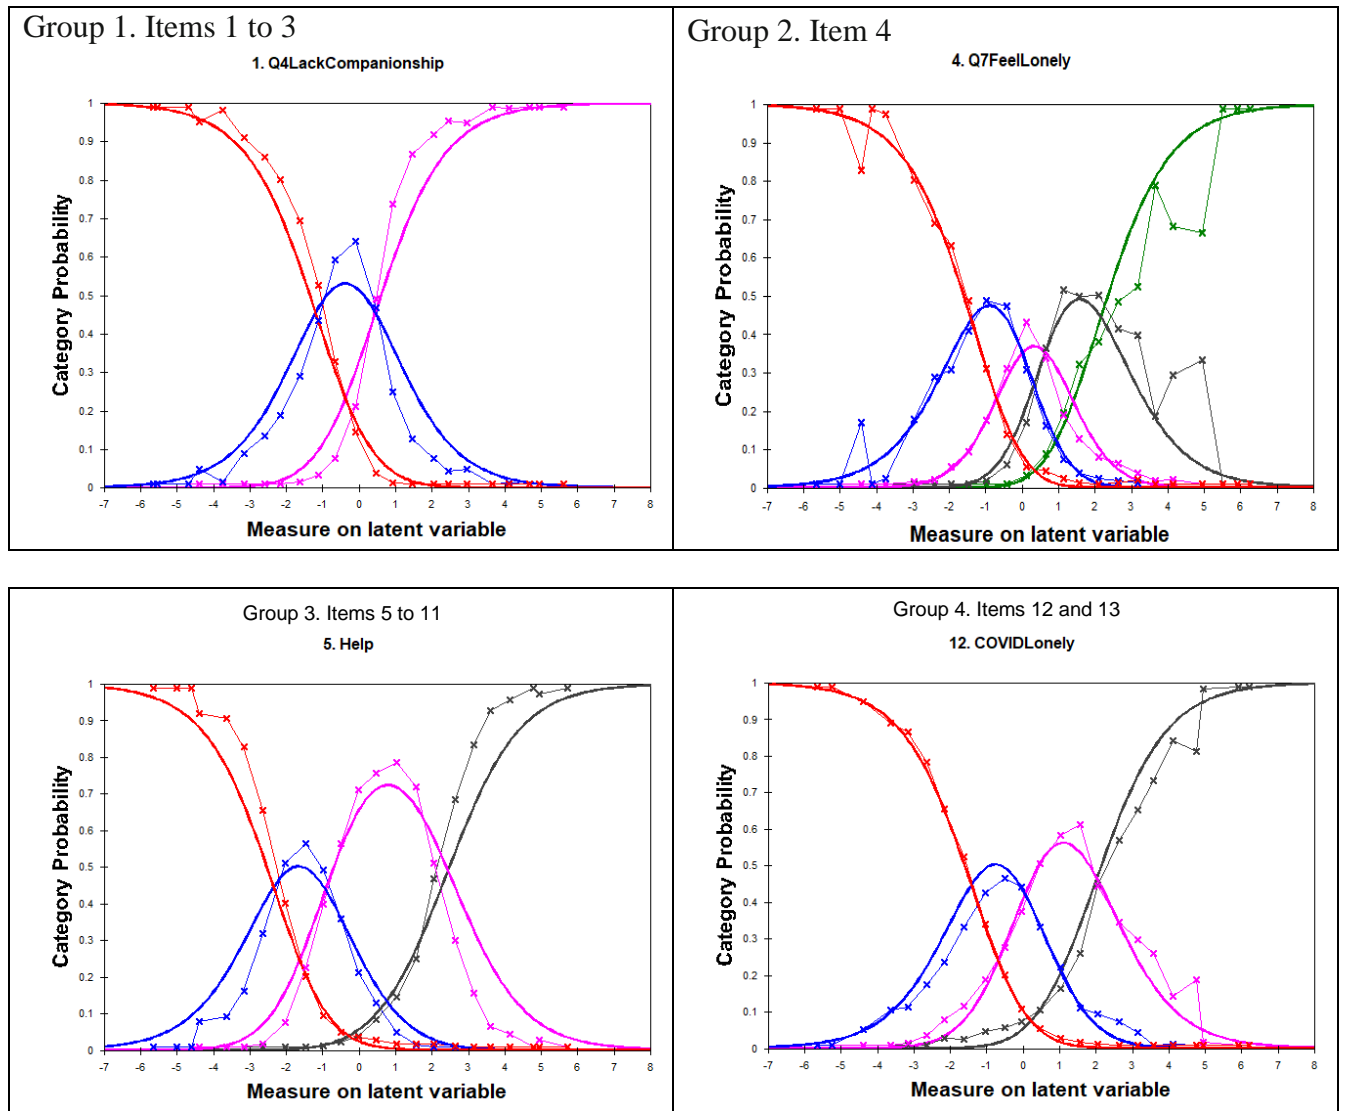 Group 1. Items 1 to 3
1. Q4LackCompanionship
1
0.9
0.8
0.7
0.6
0.5
0.4
0.3
0.2
0.1
0
Category Probability
-7 -6 -5 -4 -3 -2 -1 0 1 2 3 4 5 6 7 8
Measure on latent variable
Group 2. Item 4
4. Q7FeelLonely
1
0.9
0.8
0.7
0.6
0.5
0.4
0.3
0.2
0.1
0
Category Probability
-7 -6 -5 -4 -3 -2 -1 0 1 2 3 4 5 6 7 8
Measure on latent variable
Group 3. Items 5 to 11
5. Help
1
0.9
0.8
0.7
0.6
0.5
0.4
0.3
0.2
0.1
0
Category Probability
-7 -6 -5 -4 -3 -2 -1 0 1 2 3 4 5 6 7 8
Measure on latent variable
Group 4. Items 12 and 13
12. COVIDLonely
1
0.9
0.8
0.7
0.6
0.5
0.4
0.3
0.2
0.1
0
Category Probability
-7 -6 -5 -4 -3 -2 -1 0 1 2 3 4 5 6 7 8
Measure on latent variable